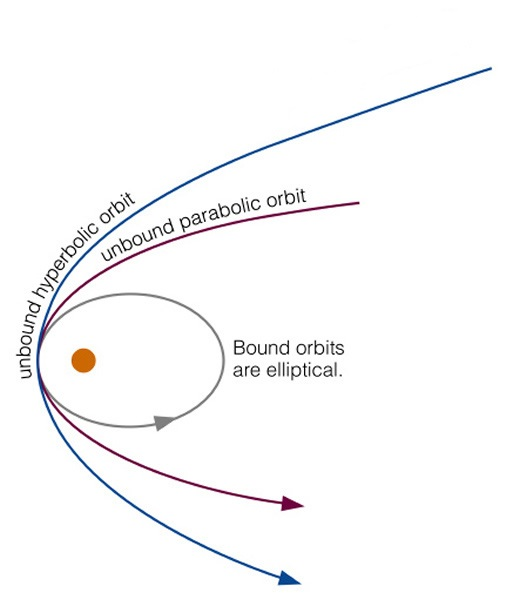 unbound hyperbolic orbit
unbound parabolic orbit
Bound orbits
are elliptical.